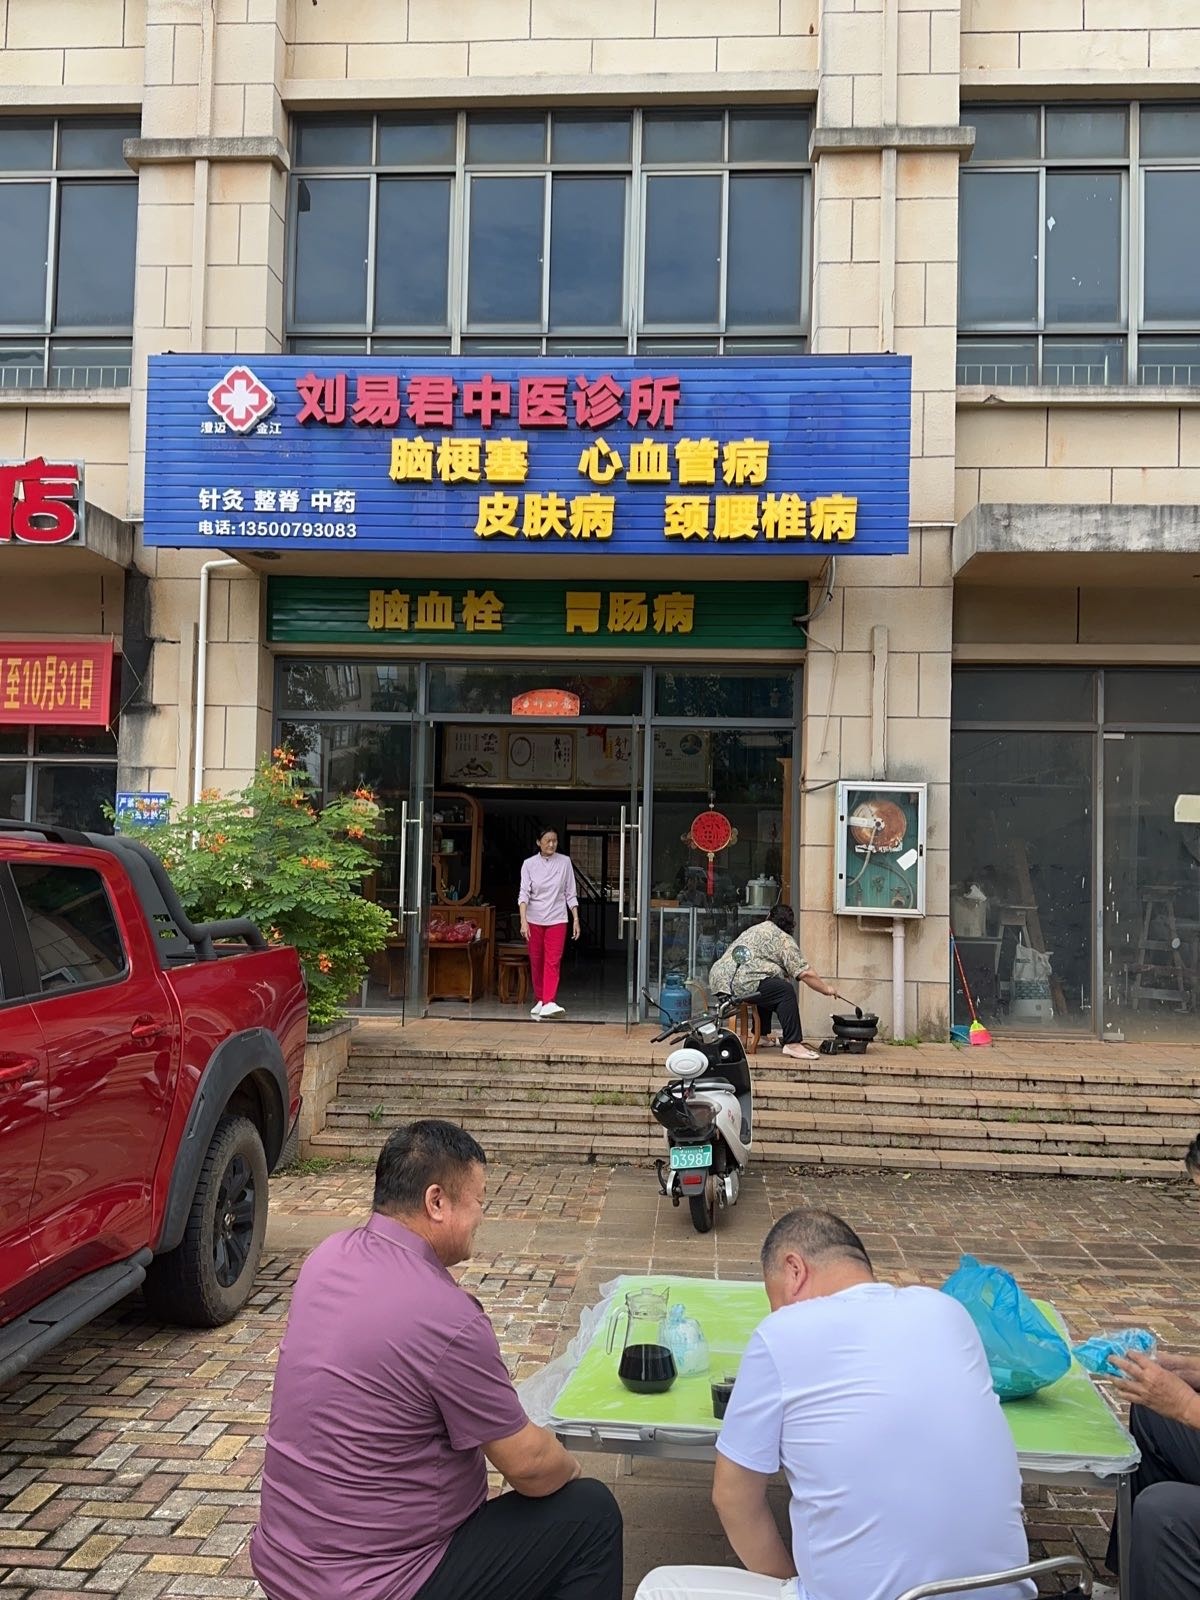 刘易君中医诊所
澄迈 金江
脑梗塞 心血管病
针灸 整脊 中药
皮肤病 颈腰椎病
电话:13500793083
店
脑血栓 胃肠病
至10月31日
D3987